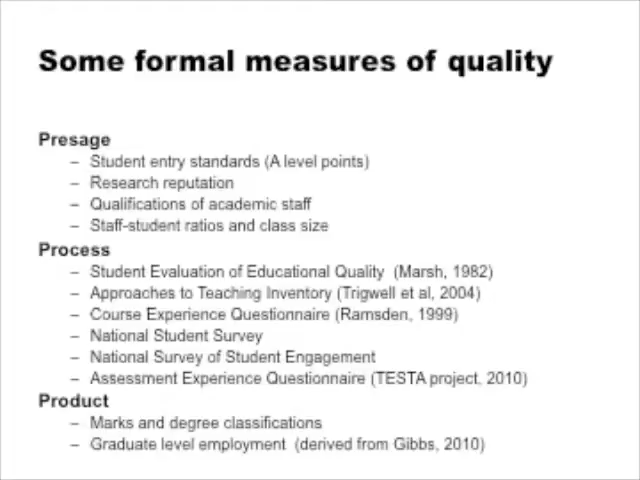 Some formal measures of quality
Presage
– Student entry standards (A level points)
– Research reputation
– Qualifications of academic staff
– Staff-student ratios and class size
Process
– Student Evaluation of Educational Quality  (Marsh, 1982)
– Approaches to Teaching Inventory (Trigwell et al, 2004)
– Course Experience Questionnaire (Ramsden, 1999)
– National Student Survey
– National Survey of Student Engagement
– Assessment Experience Questionnaire (TESTA project, 2010)
Product
– Marks and degree classifications
– Graduate level employment  (derived from Gibbs, 2010)